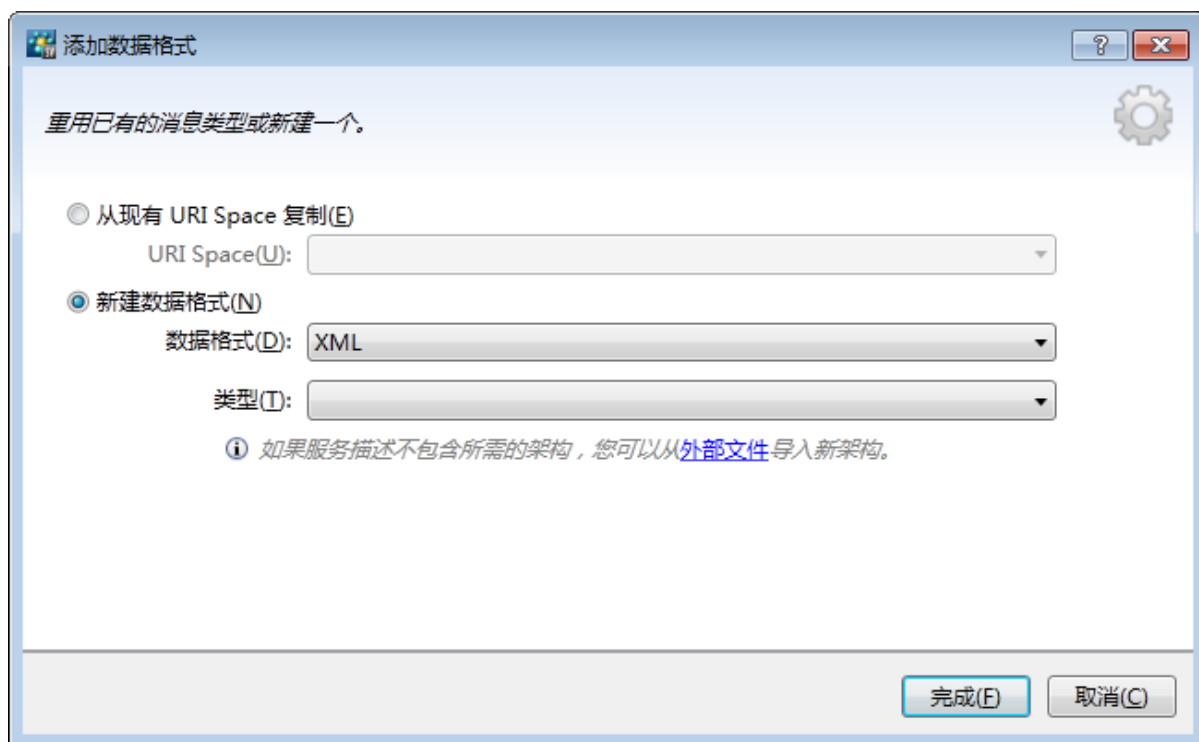 添加数据格式
重用已有的消息类型或新建一个。
从现有 URI Space 复制(E)
URI Space(U):
新建数据格式(N)
数据格式(D): XML
类型(T):
如果服务描述不包含所需的架构，您可以从外部文件导入新架构。
完成(F) 取消(C)